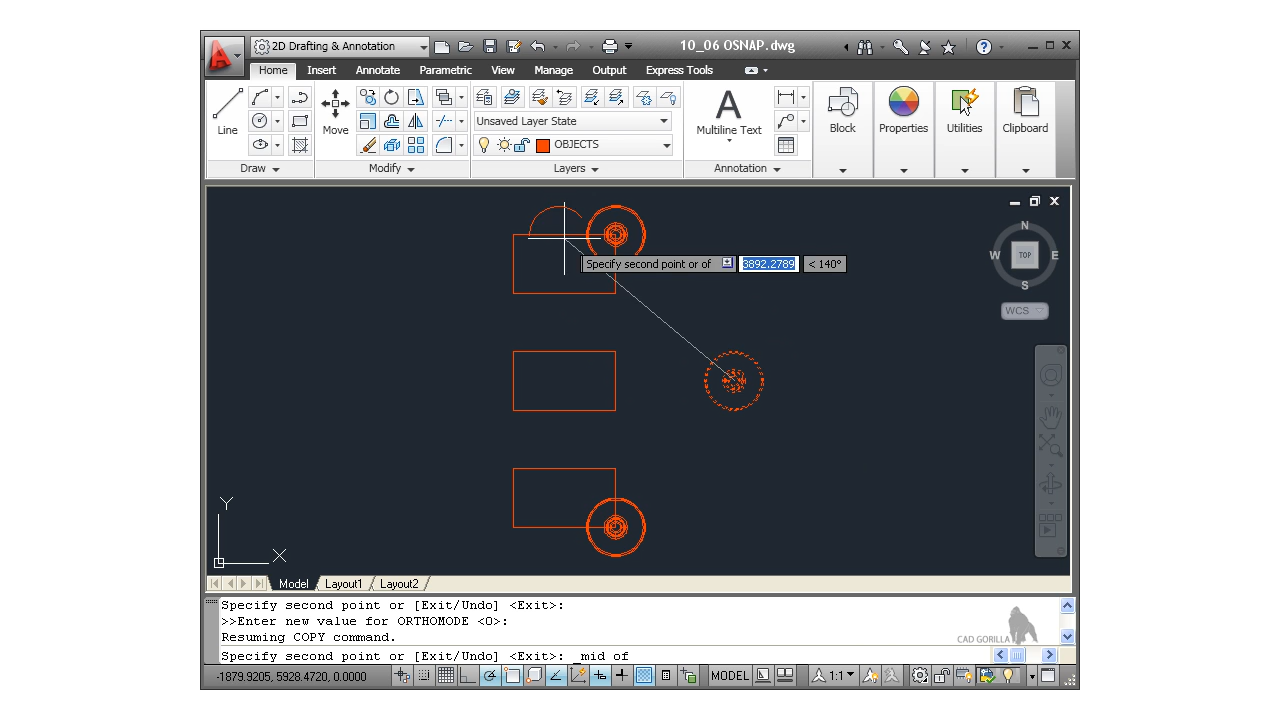 2D Drafting & Annotation
10_06 OSNAP.dwg
Home Insert Annotate Parametric View Manage Output Express Tools
Line
Move
Unsaved Layer State
OBJECTS
A
Multiline Text
Block
Properties
Utilities
Clipboard
Draw
Modify
Layers
Annotation
N
W
TOP
E
S
WCS
Specify second point or of
3892.2789
< 140°
Y
X
Model Layout1 Layout2
Specify second point or [Exit/Undo] <Exit>:
>>Enter new value for ORTHOMODE <0>:
Resuming COPY command.
CAD GORILLA
Specify second point or [Exit/Undo] <Exit>: _mid of
-1879.9205, 5928.4720, 0.0000
MODEL
1:1